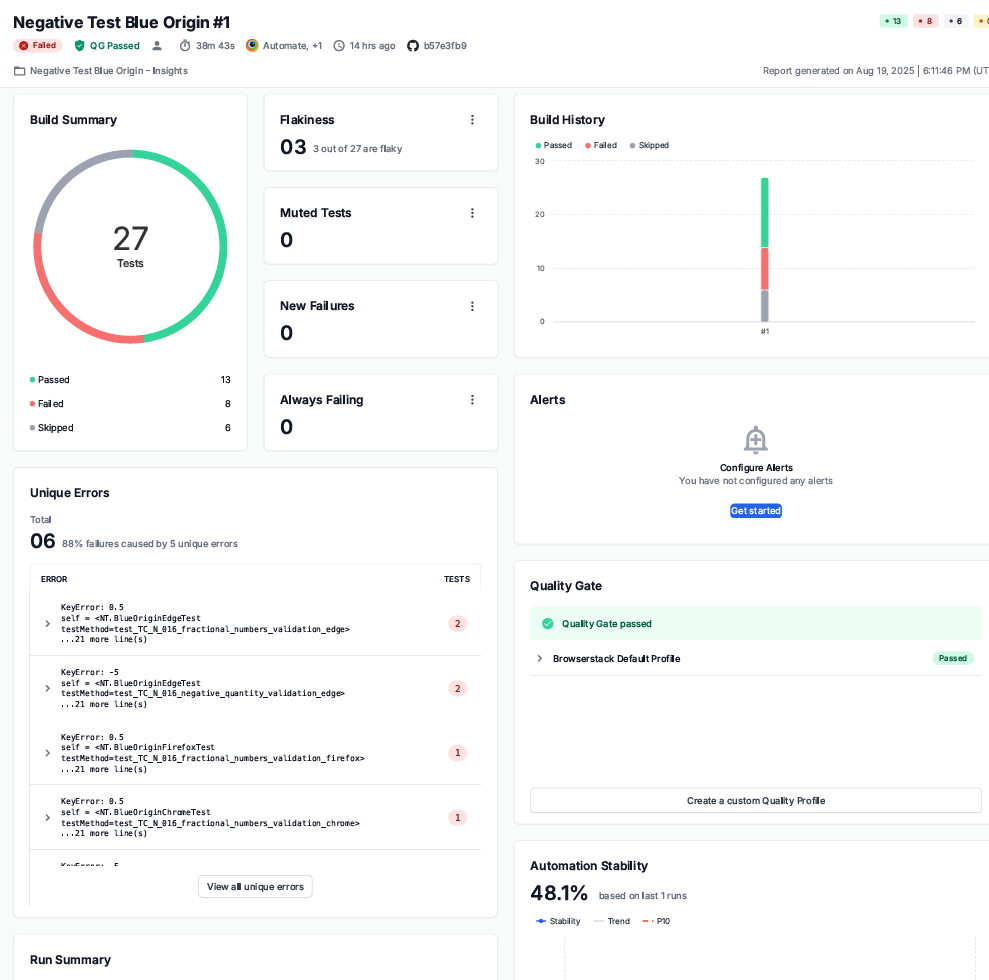 Negative Test Blue Origin #1
13
8
6
Failed
QG Passed
38m 43s
Automate, +1
14 hrs ago
b57e3fb9
Negative Test Blue Origin – Insights
Report generated on Aug 19, 2025 | 6:11:46 PM (UT
Build Summary
27
Tests
Passed 13
Failed 8
Skipped 6
Flakiness
03 3 out of 27 are flaky
Muted Tests
0
New Failures
0
Always Failing
0
Build History
Passed
Failed
Skipped
30
20
10
0
#1
Alerts
Configure Alerts
You have not configured any alerts
Get started
Unique Errors
Total
06 88% failures caused by 5 unique errors
ERROR TESTS
KeyError: 0.5
self = <NT.BlueOriginEdgeTest
testMethod=test_TC_N_016_fractional_numbers_validation_edge>
...21 more line(s)
2
KeyError: -5
self = <NT.BlueOriginEdgeTest
testMethod=test_TC_N_016_negative_quantity_validation_edge>
...21 more line(s)
2
KeyError: 0.5
self = <NT.BlueOriginFirefoxTest
testMethod=test_TC_N_016_fractional_numbers_validation_firefox>
...21 more line(s)
1
KeyError: 0.5
self = <NT.BlueOriginChromeTest
testMethod=test_TC_N_016_fractional_numbers_validation_chrome>
...21 more line(s)
1
KeyError: -5
View all unique errors
Quality Gate
Quality Gate passed
Browserstack Default Profile
Passed
Create a custom Quality Profile
Automation Stability
48.1% based on last 1 runs
Stability
Trend
P10
Run Summary